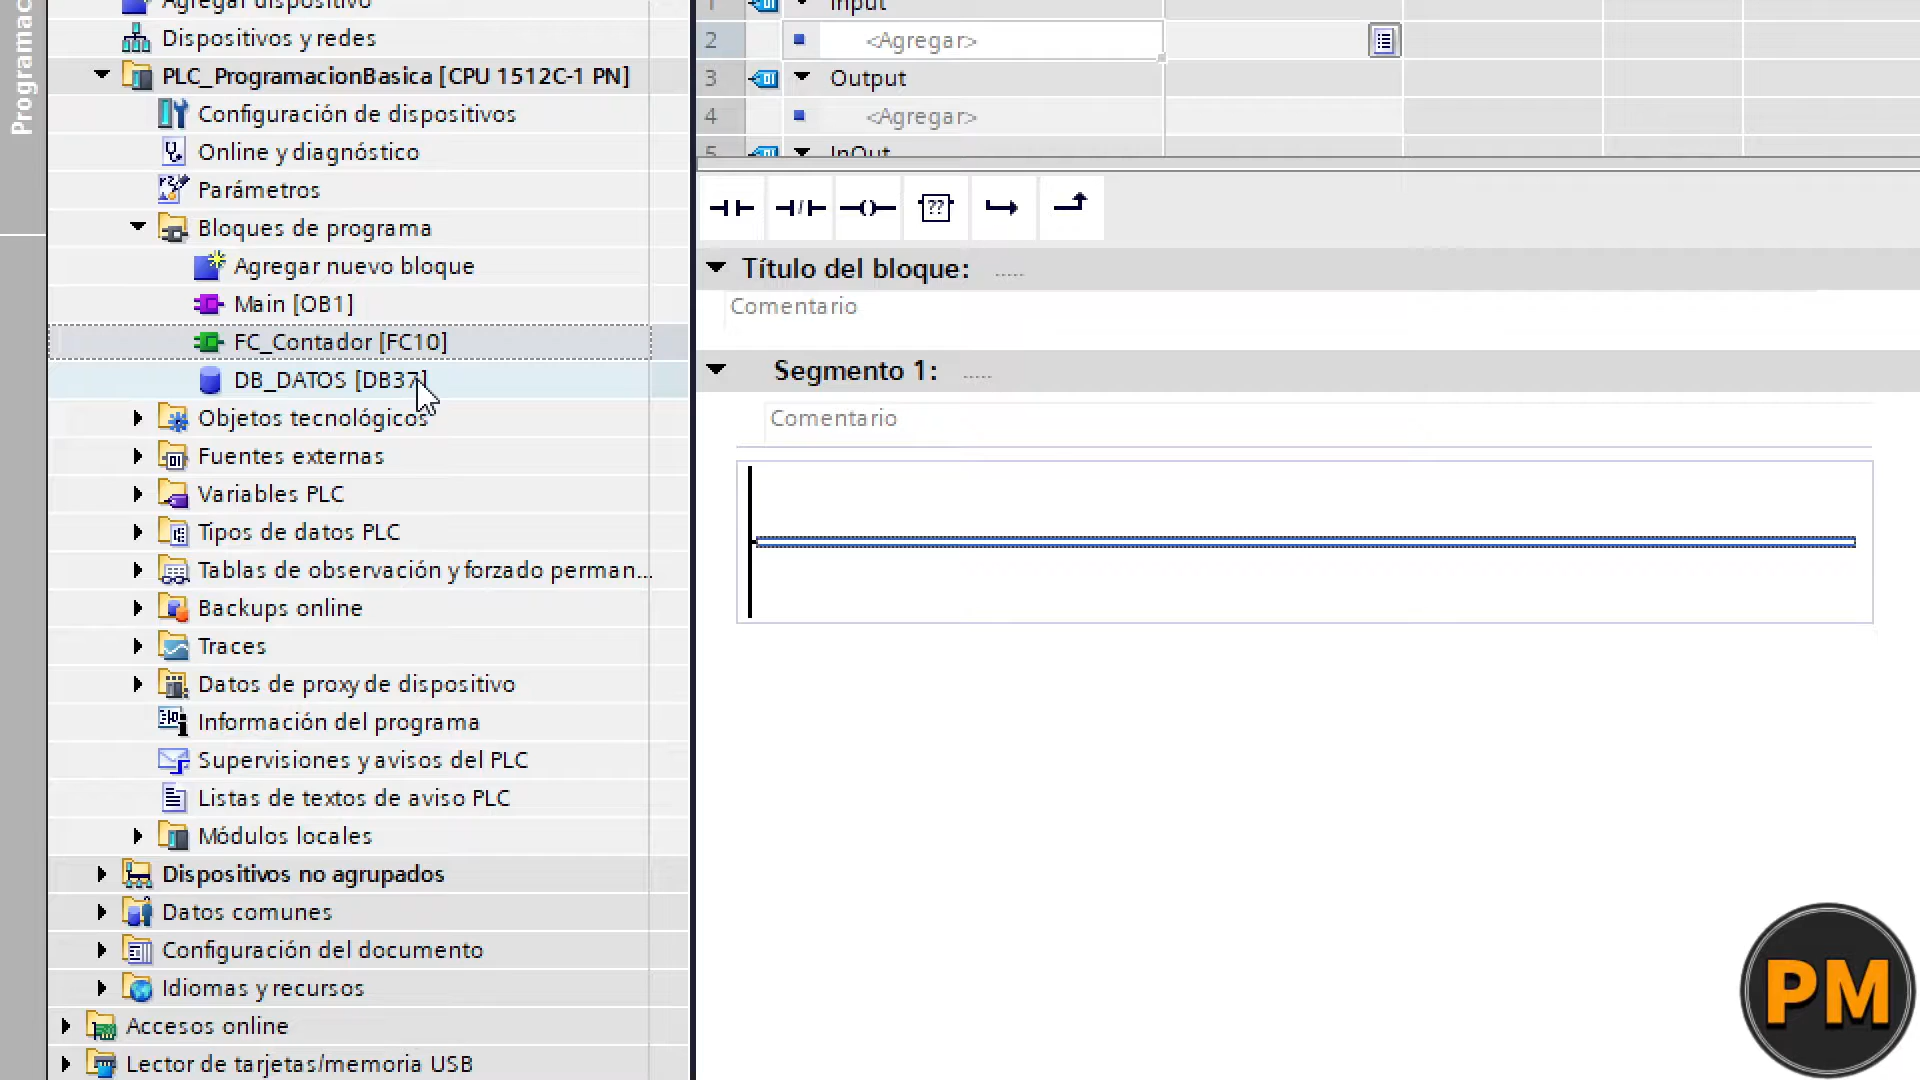 Programac
Agregar dispositivo
Dispositivos y redes
PLC_ProgramacionBasica [CPU 1512C-1 PN]
Configuración de dispositivos
Online y diagnóstico
Parámetros
Bloques de programa
Agregar nuevo bloque
Main [OB1]
FC_Contador [FC10]
DB_DATOS [DB37]
Objetos tecnológicos
Fuentes externas
Variables PLC
Tipos de datos PLC
Tablas de observación y forzado perman...
Backups online
Traces
Datos de proxy de dispositivo
Información del programa
Supervisiones y avisos del PLC
Listas de textos de aviso PLC
Módulos locales
Dispositivos no agrupados
Datos comunes
Configuración del documento
Idiomas y recursos
Accesos online
Lector de tarjetas/memoria USB
1 Input
2 <Agregar>
3 Output
4 <Agregar>
5 InOut
??
Título del bloque: .....
Comentario
Segmento 1: .....
Comentario
PM